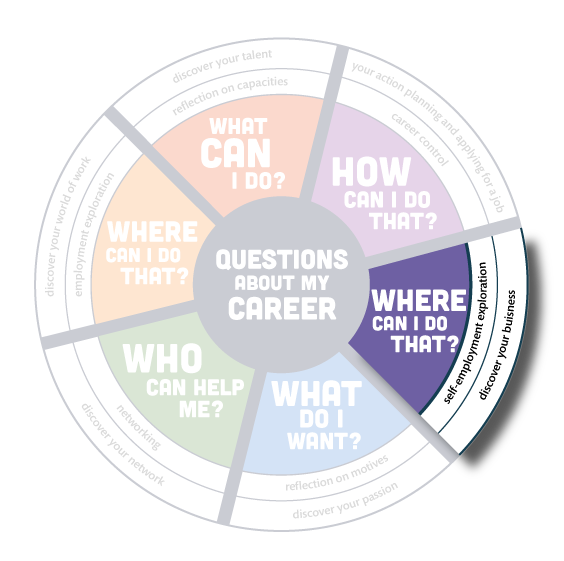 QUESTIONS
ABOUT MY
CAREER
WHAT
CAN
I DO?
reflection on capacities
discover your talent
HOW
CAN I DO
THAT?
career control
your action planning and applying for a job
WHERE
CAN I DO
THAT?
self-employment exploration
discover your buisness
WHAT
DO I
WANT?
reflection on motives
discover your passion
WHO
CAN HELP
ME?
networking
discover your network
WHERE
CAN I DO
THAT?
employment exploration
discover your world of work